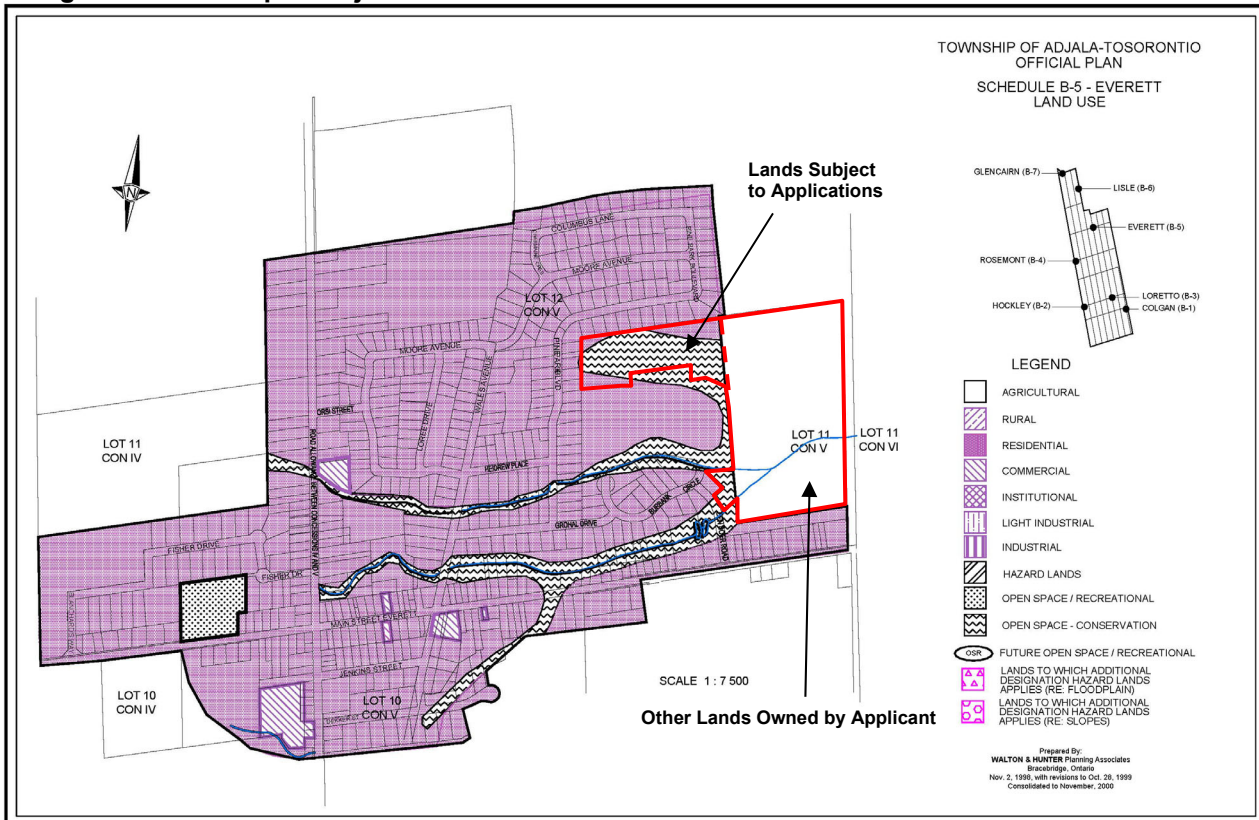 TOWNSHIP OF ADJALA-TOSORONTIO
OFFICIAL PLAN
SCHEDULE B-5 - EVERETT
LAND USE
GLENCAIRN (B-7)
LISLE (B-6)
EVERETT (B-5)
ROSEMONT (B-4)
LORETTO (B-3)
HOCKLEY (B-2)
COLGAN (B-1)
N
Lands Subject
to Applications
COLUMBUS LANE
MOORE AVENUE
LOT 12
CON V
MOORE AVENUE
WALES AVENUE
DRSI STREET
LOT 11
CON IV
LOT 11
CON V
LOT 11
CON VI
GROHAL DRIVE
CIRCLE
FISHER DRIVE
FISHER DR
MAIN STREET EVERETT
JENKINS STREET
LOT 10
CON IV
LOT 10
CON V
SCALE 1 : 7 500
Other Lands Owned by Applicant
LEGEND
AGRICULTURAL
RURAL
RESIDENTIAL
COMMERCIAL
INSTITUTIONAL
LIGHT INDUSTRIAL
INDUSTRIAL
HAZARD LANDS
OPEN SPACE / RECREATIONAL
OPEN SPACE - CONSERVATION
OSR FUTURE OPEN SPACE / RECREATIONAL
LANDS TO WHICH ADDITIONAL
DESIGNATION HAZARD LANDS
APPLIES (RE: FLOODPLAIN)
LANDS TO WHICH ADDITIONAL
DESIGNATION HAZARD LANDS
APPLIES (RE: SLOPES)
Prepared By:
WALTON & HUNTER Planning Associates
Bracebridge, Ontario
Nov. 2, 1998, with revisions to Oct. 28, 1999
Consolidated to November, 2000